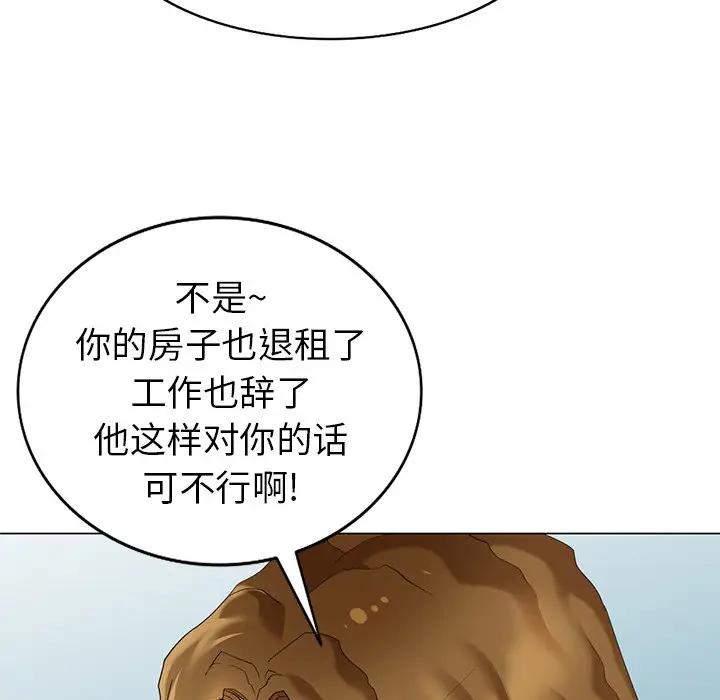 不是~
你的房子也退租了
工作也辞了
他这样对你的话
可不行啊!